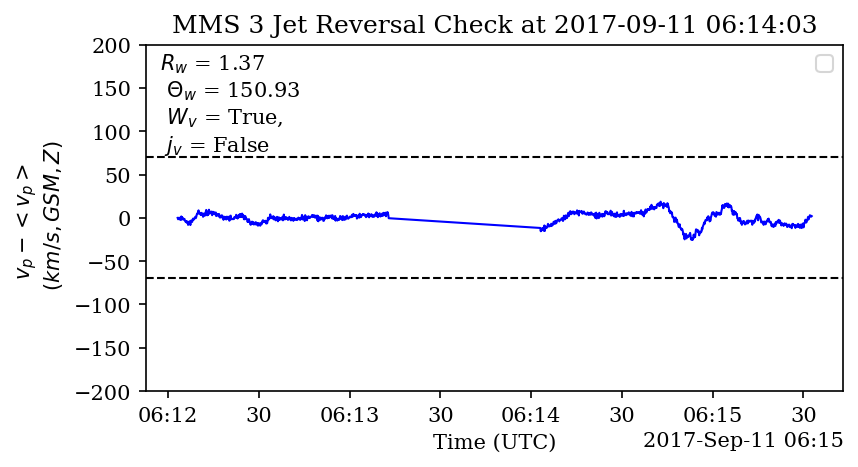 MMS 3 Jet Reversal Check at 2017-09-11 06:14:03
R_w = 1.37
Θ_w = 150.93
W_v = True,
j_v = False
v_p − < v_p >
(km/s, GSM, Z)
200
150
100
50
0
−50
−100
−150
−200
06:12 30 06:13 30 06:14 30 06:15 30
Time (UTC)
2017-Sep-11 06:15